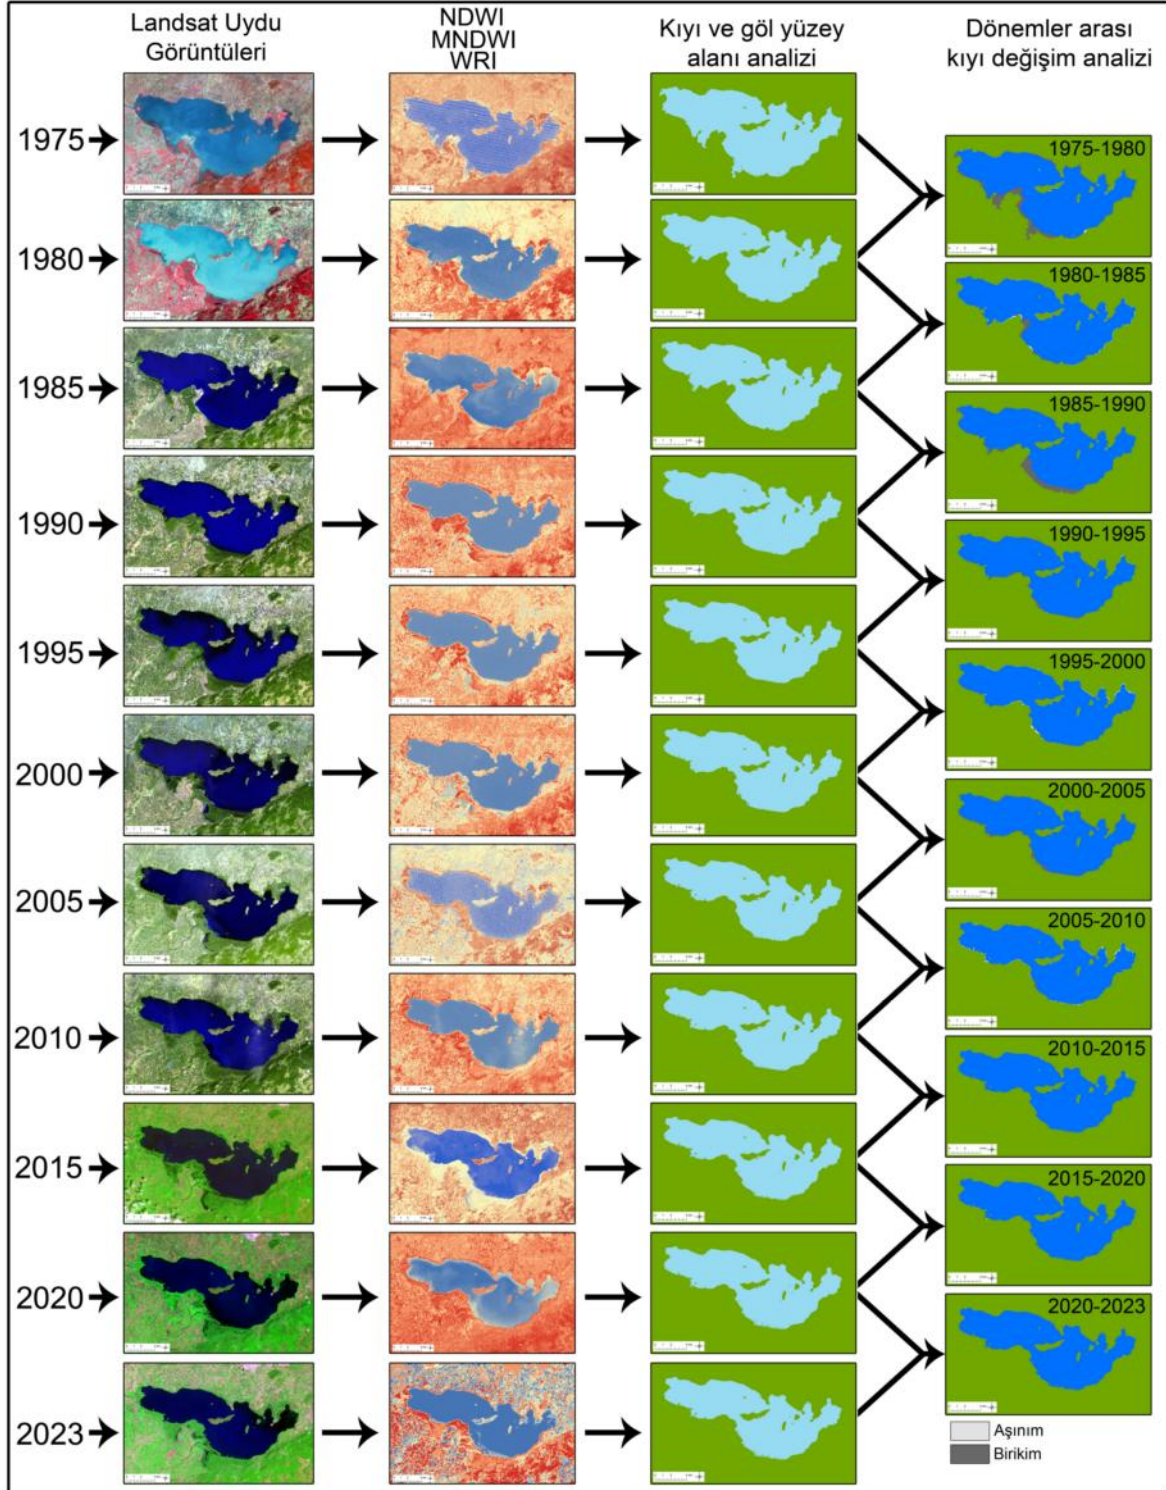 Landsat Uydu
Görüntüleri
NDWI
MNDWI
WRI
Kıyı ve göl yüzey
alanı analizi
Dönemler arası
kıyı değişim analizi
1975
1980
1985
1990
1995
2000
2005
2010
2015
2020
2023
1975-1980
1980-1985
1985-1990
1990-1995
1995-2000
2000-2005
2005-2010
2010-2015
2015-2020
2020-2023
Aşınım
Birikim